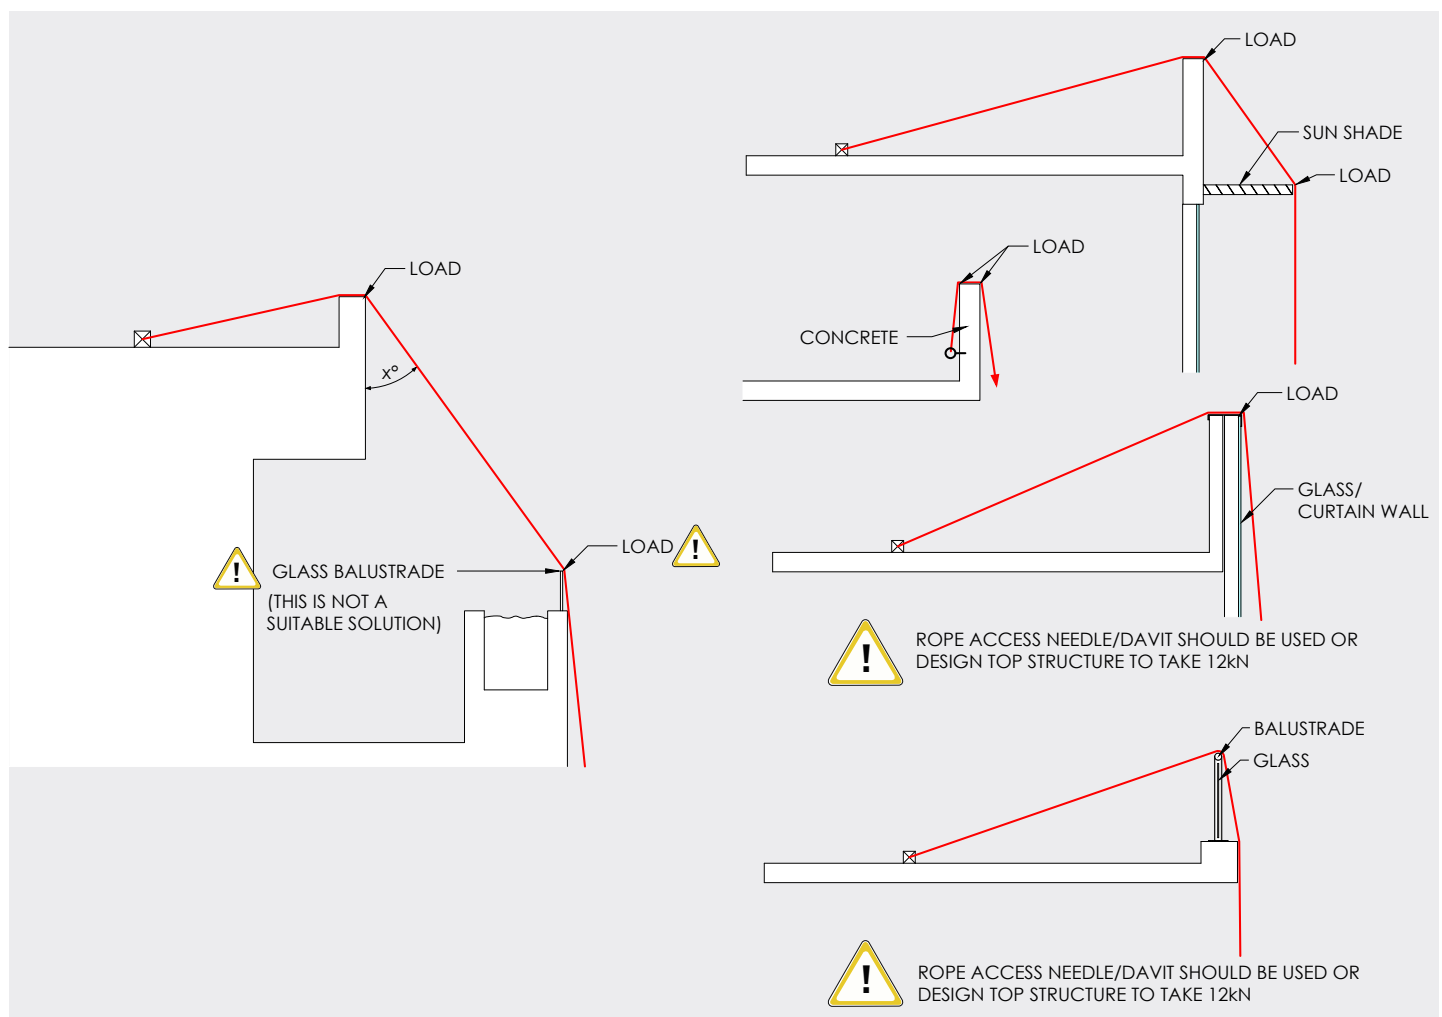 LOAD
X°
LOAD
!
!
GLASS BALUSTRADE
(THIS IS NOT A
SUITABLE SOLUTION)
LOAD
SUN SHADE
LOAD
LOAD
CONCRETE
LOAD
GLASS/
CURTAIN WALL
!
ROPE ACCESS NEEDLE/DAVIT SHOULD BE USED OR
DESIGN TOP STRUCTURE TO TAKE 12kN
BALUSTRADE
GLASS
!
ROPE ACCESS NEEDLE/DAVIT SHOULD BE USED OR
DESIGN TOP STRUCTURE TO TAKE 12kN